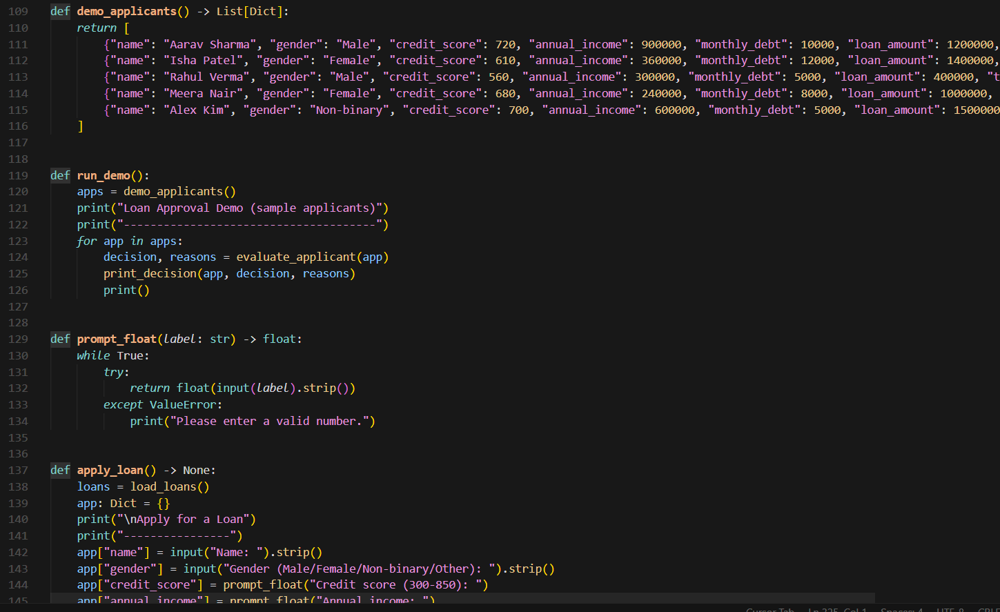 109 def demo_applicants() -> List[Dict]:
110     return [
111         {"name": "Aarav Sharma", "gender": "Male", "credit_score": 720, "annual_income": 900000, "monthly_debt": 10000, "loan_amount": 1200000,
112         {"name": "Isha Patel", "gender": "Female", "credit_score": 610, "annual_income": 360000, "monthly_debt": 12000, "loan_amount": 1400000,
113         {"name": "Rahul Verma", "gender": "Male", "credit_score": 560, "annual_income": 300000, "monthly_debt": 5000, "loan_amount": 400000, "t
114         {"name": "Meera Nair", "gender": "Female", "credit_score": 680, "annual_income": 240000, "monthly_debt": 8000, "loan_amount": 1000000,
115         {"name": "Alex Kim", "gender": "Non-binary", "credit_score": 700, "annual_income": 600000, "monthly_debt": 5000, "loan_amount": 1500000
116     ]
117
118
119 def run_demo():
120     apps = demo_applicants()
121     print("Loan Approval Demo (sample applicants)")
122     print("--------------------------------------")
123     for app in apps:
124         decision, reasons = evaluate_applicant(app)
125         print_decision(app, decision, reasons)
126         print()
127
128
129 def prompt_float(label: str) -> float:
130     while True:
131         try:
132             return float(input(label).strip())
133         except ValueError:
134             print("Please enter a valid number.")
135
136
137 def apply_loan() -> None:
138     loans = load_loans()
139     app: Dict = {}
140     print("\nApply for a Loan")
141     print("----------------")
142     app["name"] = input("Name: ").strip()
143     app["gender"] = input("Gender (Male/Female/Non-binary/Other): ").strip()
144     app["credit_score"] = prompt_float("Credit score (300-850): ")
145     app["annual_income"] = prompt_float("Annual income: ")
Cursor Tab Ln 325, Col 1 Spaces: 4 UTF-8